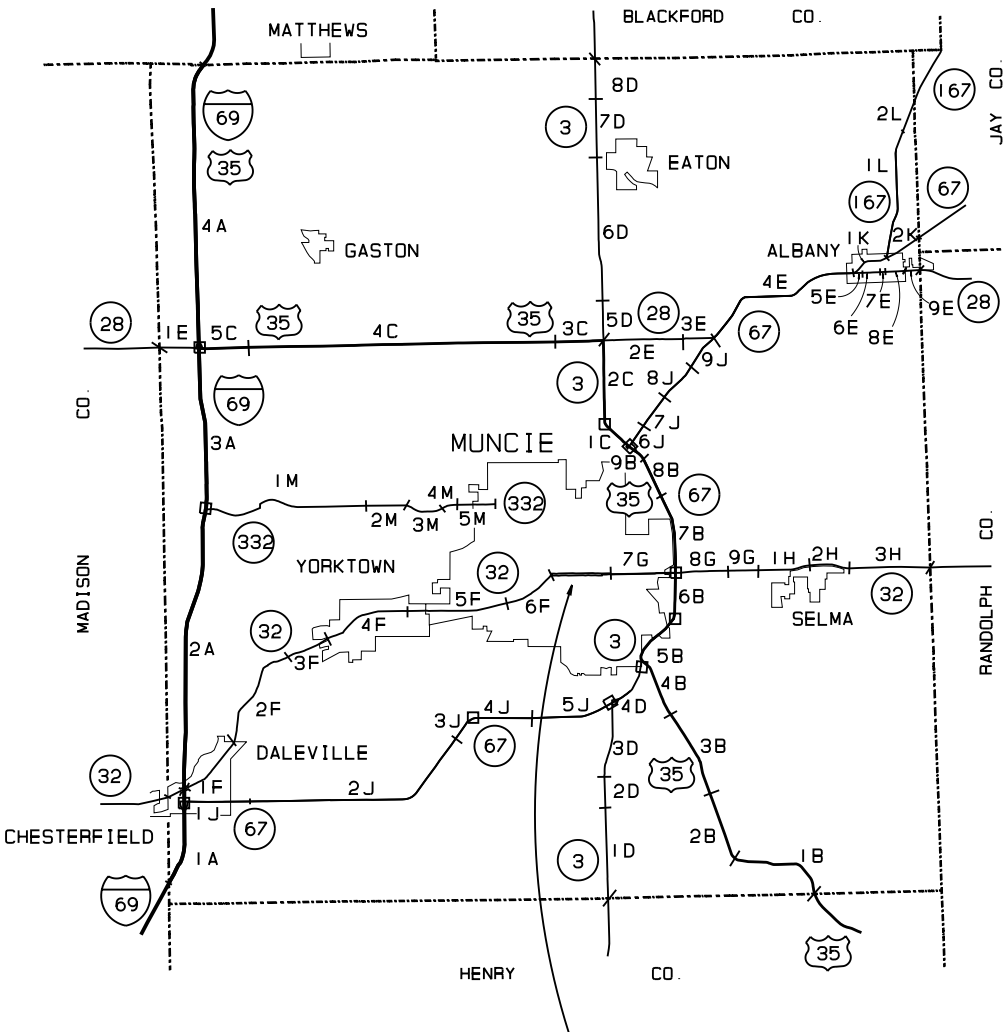 BLACKFORD CO.
MATTHEWS
8D
69
3
7D
167
JAY CO.
2L
35
EATON
1L
67
167
4A
6D
GASTON
ALBANY
1K
2K
4E
5E
7E
9E
28
6E
8E
28
1E
5C
35
4C
35
3C
5D
28
3E
67
2E
9J
3
2C
8J
69
CO.
7J
3A
MUNCIE
1C
6J
9B
8B
1M
4M
332
35
67
2M
3M
5M
332
7B
CO.
MADISON
YORKTOWN
32
7G
8G
9G
1H
2H
3H
32
5F
6F
6B
4F
SELMA
32
3
RANDOLPH
2A
3F
5B
4B
2F
3J
4J
5J
4D
67
3D
3B
DALEVILLE
35
32
1F
2J
2D
1J
67
CHESTERFIELD
2B
1A
3
1D
1B
69
35
HENRY CO.